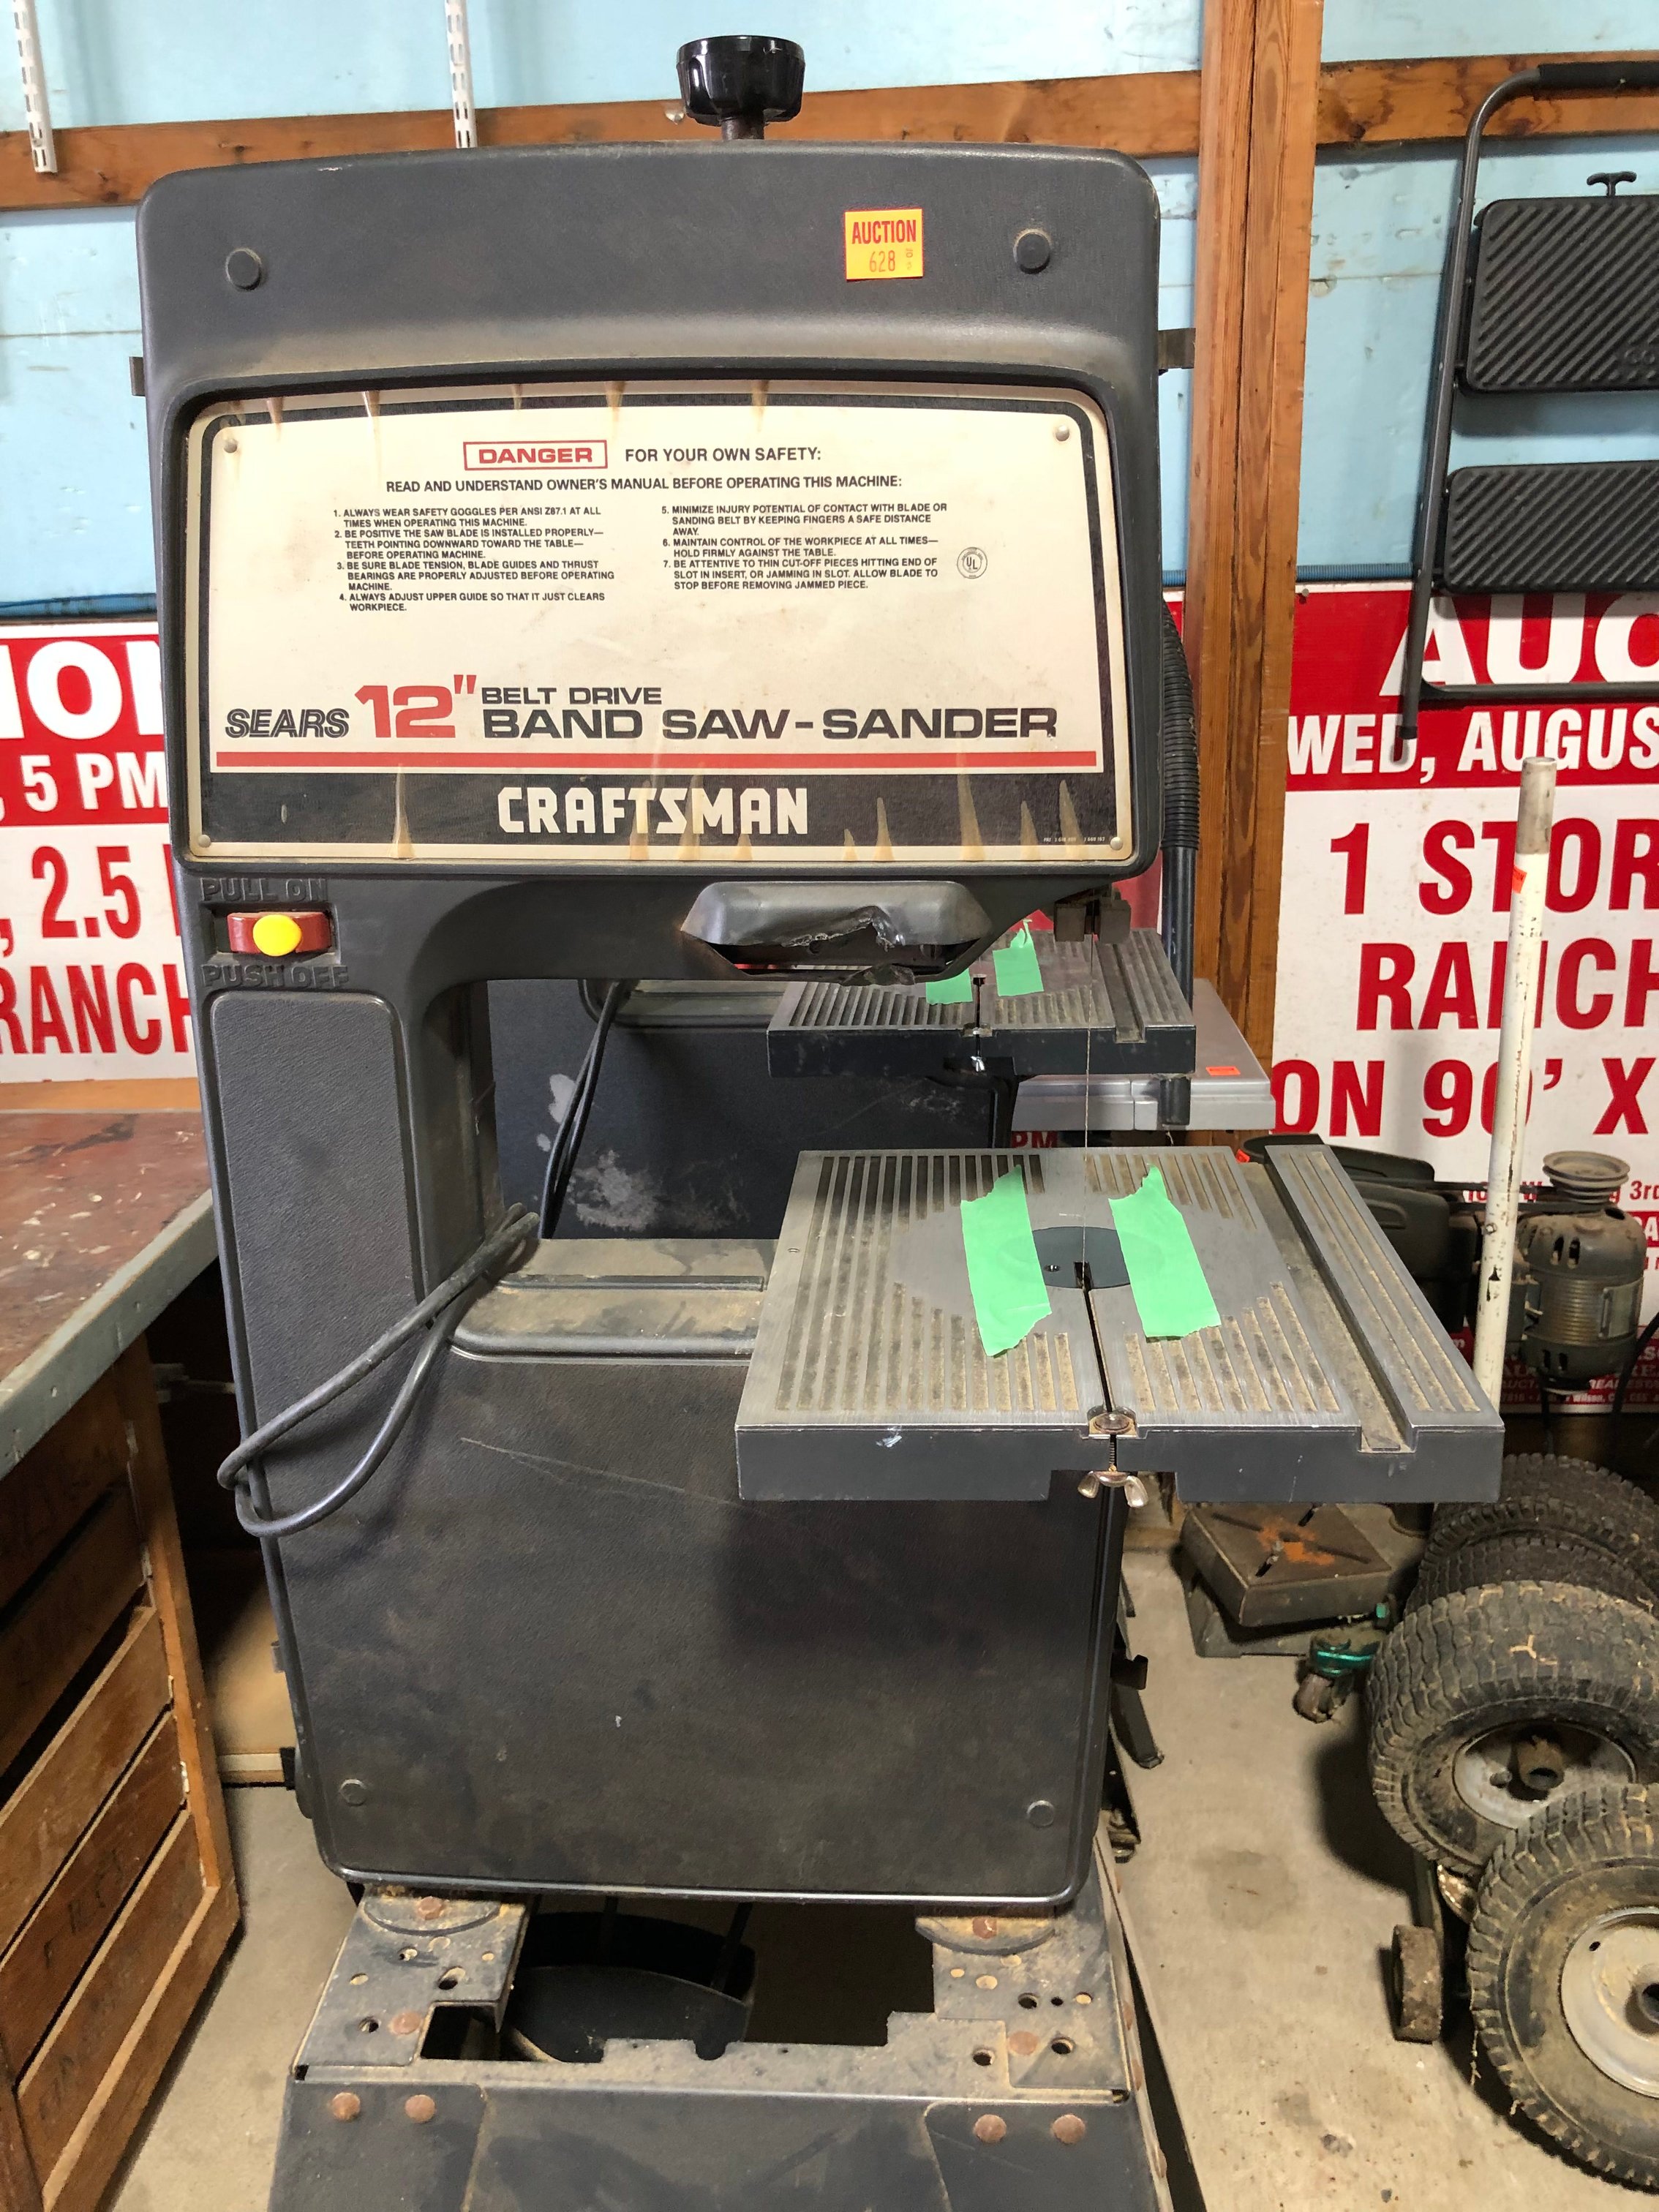 AUCTION
628
DANGER FOR YOUR OWN SAFETY:
READ AND UNDERSTAND OWNER'S MANUAL BEFORE OPERATING THIS MACHINE:
1. ALWAYS WEAR SAFETY GOGGLES PER ANSI Z87.1 AT ALL
TIMES WHEN OPERATING THIS MACHINE.
2. BE POSITIVE THE SAW BLADE IS INSTALLED PROPERLY—
TEETH POINTING DOWNWARD TOWARD THE TABLE—
BEFORE OPERATING MACHINE.
3. BE SURE BLADE TENSION, BLADE GUIDES AND THRUST
BEARINGS ARE PROPERLY ADJUSTED BEFORE OPERATING
MACHINE.
4. ALWAYS ADJUST UPPER GUIDE SO THAT IT JUST CLEARS
WORKPIECE.
5. MINIMIZE INJURY POTENTIAL OF CONTACT WITH BLADE OR
SANDING BELT BY KEEPING FINGERS A SAFE DISTANCE
AWAY.
6. MAINTAIN CONTROL OF THE WORKPIECE AT ALL TIMES—
HOLD FIRMLY AGAINST THE TABLE.
7. BE ATTENTIVE TO THIN CUT-OFF PIECES HITTING END OF
SLOT IN INSERT, OR JAMMING IN SLOT. ALLOW BLADE TO
STOP BEFORE REMOVING JAMMED PIECE.
UL
SEARS 12" BELT DRIVE
BAND SAW-SANDER
CRAFTSMAN
PULL ON
PUSH OFF
ION
, 5 PM
, 2.5
RANCH
AUC
WED, AUGUS
1 STOR
RANCH
ON 90' X
PM
3rd